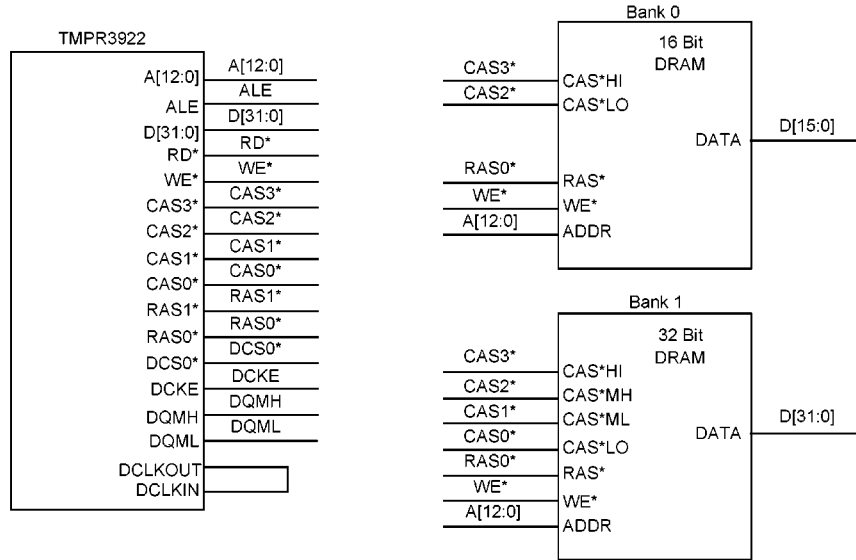 TMPR3922
A[12:0] A[12:0]
ALE ALE
D[31:0] D[31:0]
RD* RD*
WE* WE*
CAS3* CAS3*
CAS2* CAS2*
CAS1* CAS1*
CAS0* CAS0*
RAS1* RAS1*
RAS0* RAS0*
DCS0* DCS0*
DCKE DCKE
DQMH DQMH
DQML DQML
DCLKOUT
DCLKIN
Bank 0
16 Bit
DRAM
CAS3* CAS*HI
CAS2* CAS*LO
DATA D[15:0]
RAS0* RAS*
WE* WE*
A[12:0] ADDR
Bank 1
32 Bit
DRAM
CAS3* CAS*HI
CAS2* CAS*MH
CAS1* CAS*ML
CAS0* CAS*LO
DATA D[31:0]
RAS0* RAS*
WE* WE*
A[12:0] ADDR